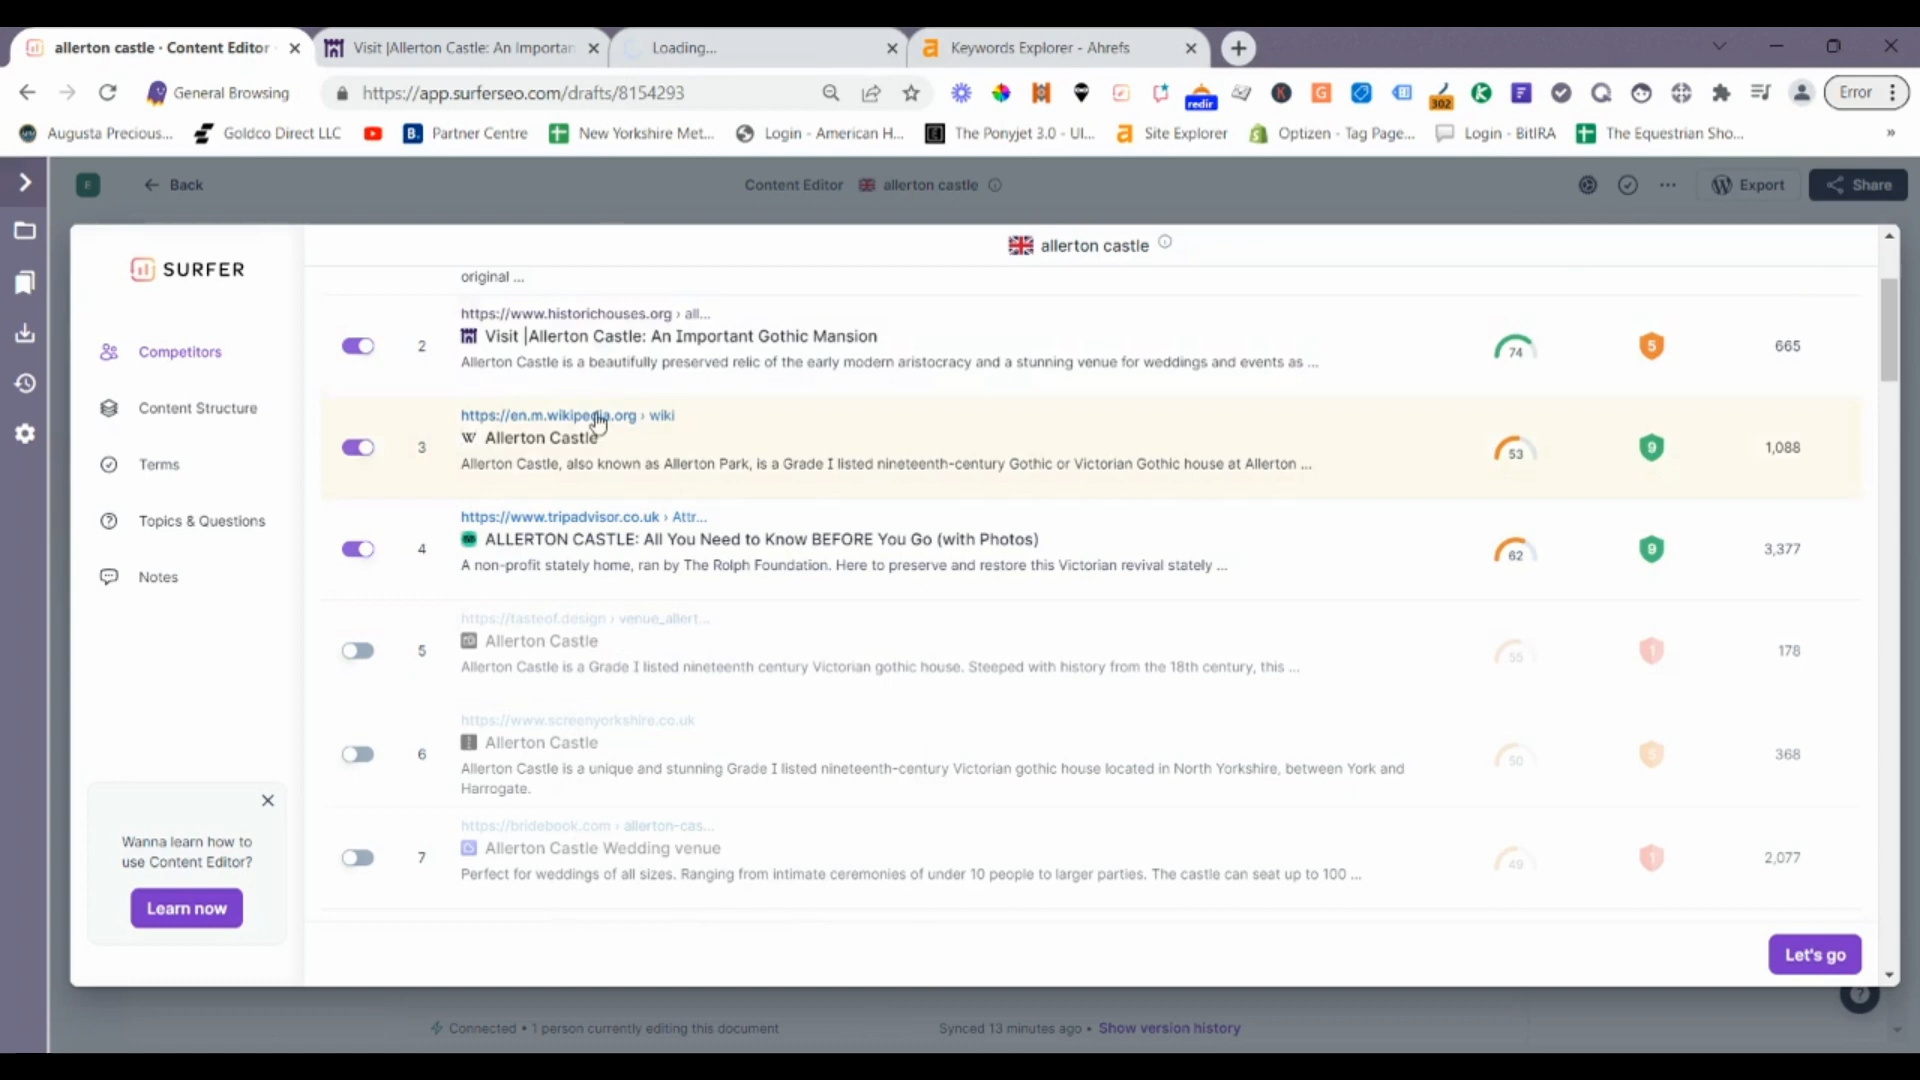 allerton castle · Content Editor
Visit |Allerton Castle: An Importan
Loading...
Keywords Explorer - Ahrefs
General Browsing
https://app.surferseo.com/drafts/8154293
redir
302
Error
Augusta Precious...
Goldco Direct LLC
Partner Centre
New Yorkshire Met...
Login - American H...
The Ponyjet 3.0 - Ul...
Site Explorer
Optizen - Tag Page...
Login - BitIRA
The Equestrian Sho...
»
E
Back
Content Editor
allerton castle
Export
Share
SURFER
allerton castle
Competitors
Content Structure
Terms
Topics & Questions
Notes
original ...
https://www.historichouses.org › all...
2
Visit |Allerton Castle: An Important Gothic Mansion
74
5
665
Allerton Castle is a beautifully preserved relic of the early modern aristocracy and a stunning venue for weddings and events as ...
https://en.m.wikipedia.org › wiki
3
W Allerton Castle
53
9
1,088
Allerton Castle, also known as Allerton Park, is a Grade I listed nineteenth-century Gothic or Victorian Gothic house at Allerton ...
https://www.tripadvisor.co.uk › Attr...
4
ALLERTON CASTLE: All You Need to Know BEFORE You Go (with Photos)
62
9
3,377
A non-profit stately home, ran by The Rolph Foundation. Here to preserve and restore this Victorian revival stately ...
https://tasteof.design › venue_allert...
5
Allerton Castle
55
1
178
Allerton Castle is a Grade I listed nineteenth century Victorian gothic house. Steeped with history from the 18th century, this ...
https://www.screenyorkshire.co.uk
6
Allerton Castle
50
5
368
Allerton Castle is a unique and stunning Grade I listed nineteenth-century Victorian gothic house located in North Yorkshire, between York and
Harrogate.
https://bridebook.com › allerton-cas...
7
Allerton Castle Wedding venue
49
1
2,077
Perfect for weddings of all sizes. Ranging from intimate ceremonies of under 10 people to larger parties. The castle can seat up to 100 ...
Wanna learn how to
use Content Editor?
Learn now
Let's go
Connected • 1 person currently editing this document
Synced 13 minutes ago • Show version history